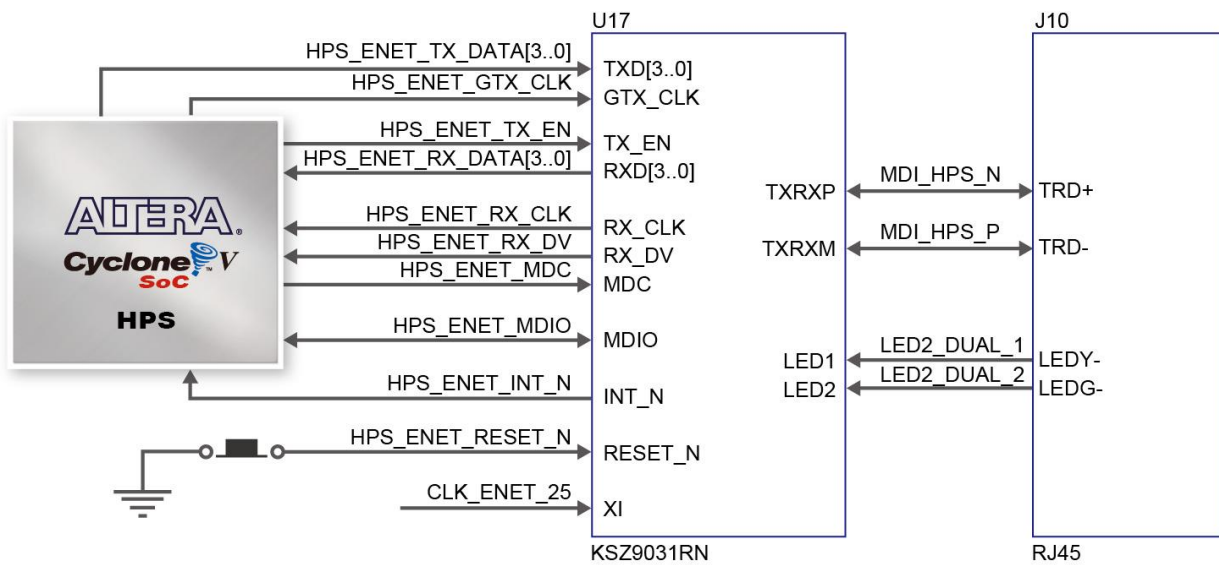 U17
J10
HPS_ENET_TX_DATA[3..0]
TXD[3..0]
HPS_ENET_GTX_CLK
GTX_CLK
HPS_ENET_TX_EN
TX_EN
HPS_ENET_RX_DATA[3..0]
RXD[3..0]
MDI_HPS_N
TXRXP
TRD+
ALTERA®
HPS_ENET_RX_CLK
RX_CLK
MDI_HPS_P
TXRXM
TRD-
Cyclone™ V
HPS_ENET_RX_DV
RX_DV
SoC
HPS_ENET_MDC
MDC
HPS
HPS_ENET_MDIO
MDIO
LED2_DUAL_1
LED1
LEDY-
LED2_DUAL_2
LED2
LEDG-
HPS_ENET_INT_N
INT_N
HPS_ENET_RESET_N
RESET_N
CLK_ENET_25
XI
KSZ9031RN
RJ45